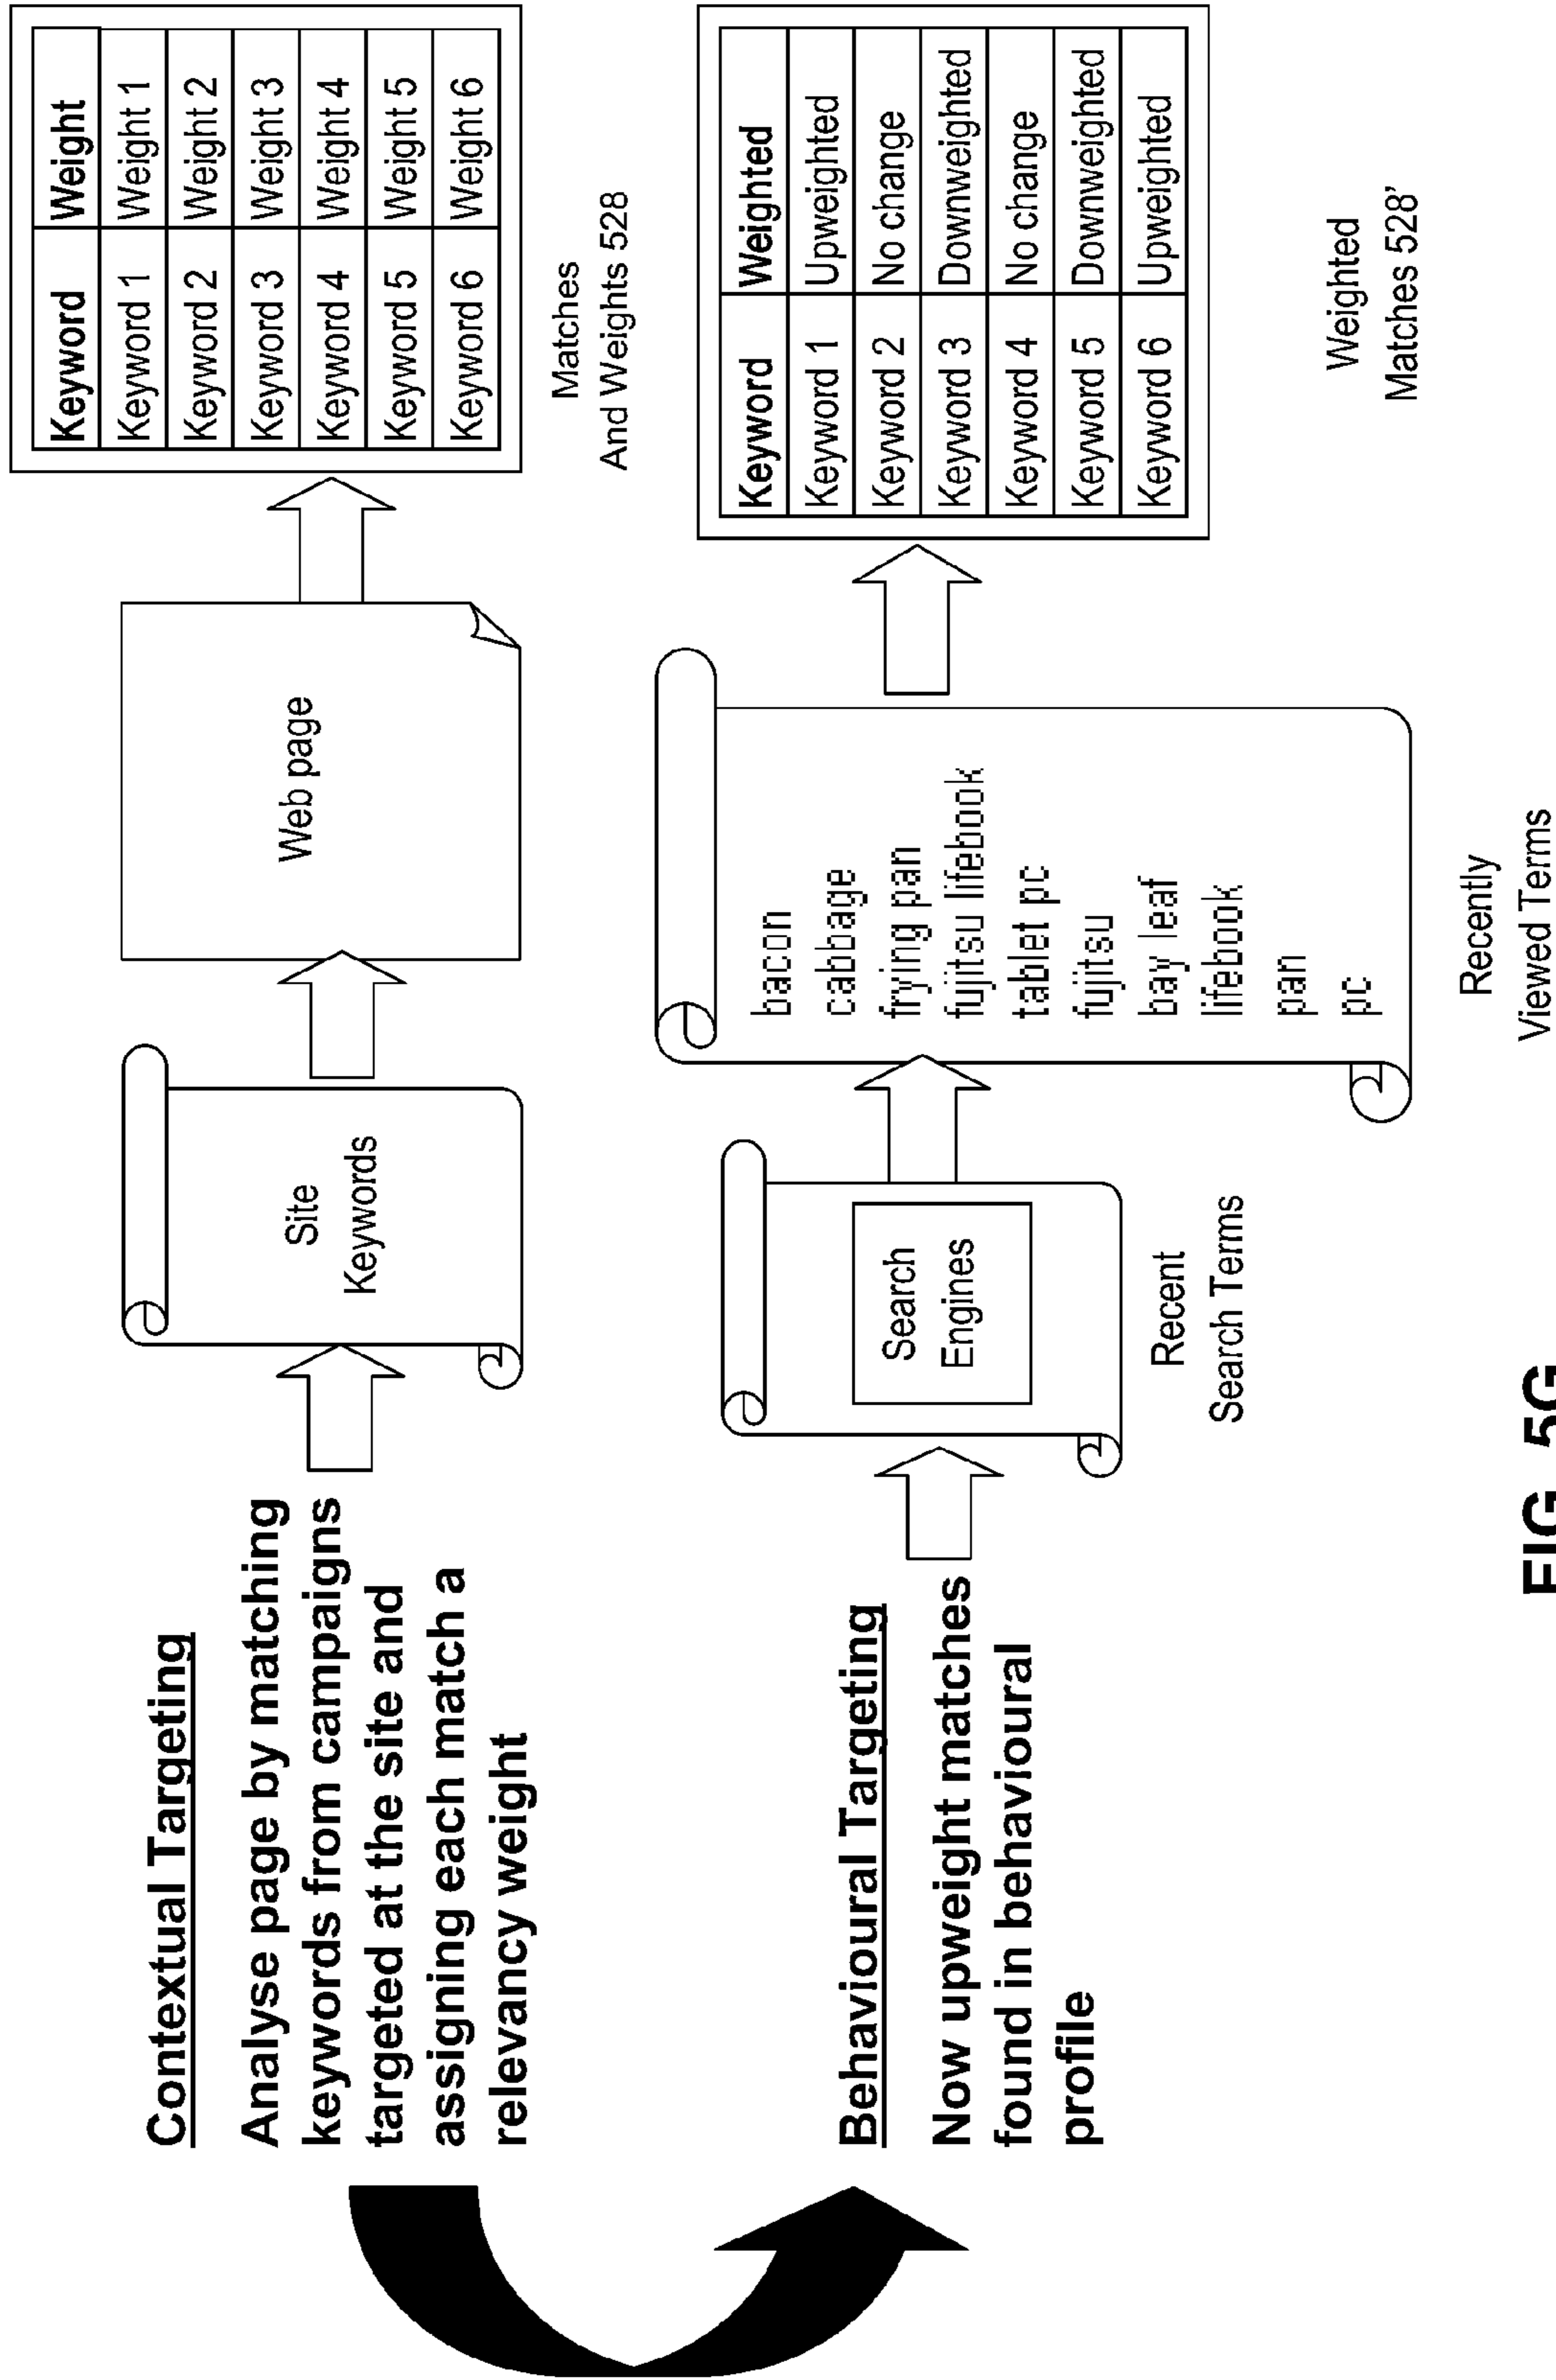 Contextual Targeting
Analyse page by matching
keywords from campaigns
targeted at the site and
assigning each match a
relevancy weight
Site
Keywords
Web page
Keyword Weight
Keyword 1 Weight 1
Keyword 2 Weight 2
Keyword 3 Weight 3
Keyword 4 Weight 4
Keyword 5 Weight 5
Keyword 6 Weight 6
Matches
And Weights 528
Behavioural Targeting
Now upweight matches
found in behavioural
profile
Search
Engines
Recent
Search Terms
bacon
cabbage
frying pan
fujitsu lifebook
tablet pc
fujitsu
bay leaf
lifebook
pan
pc
Recently
Viewed Terms
Keyword Weighted
Keyword 1 Upweighted
Keyword 2 No change
Keyword 3 Downweighted
Keyword 4 No change
Keyword 5 Downweighted
Keyword 6 Upweighted
Weighted
Matches 528'
FIG. 5G